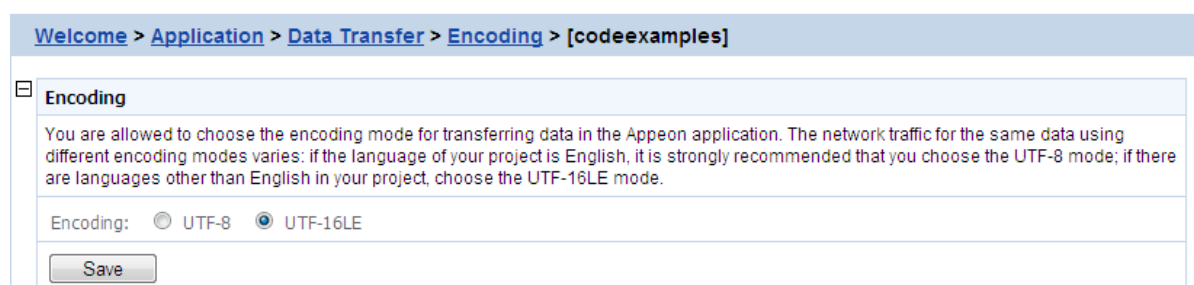 Welcome > Application > Data Transfer > Encoding > [codeexamples]
Encoding
You are allowed to choose the encoding mode for transferring data in the Appeon application. The network traffic for the same data using
different encoding modes varies: if the language of your project is English, it is strongly recommended that you choose the UTF-8 mode; if there
are languages other than English in your project, choose the UTF-16LE mode.
Encoding: UTF-8 UTF-16LE
Save